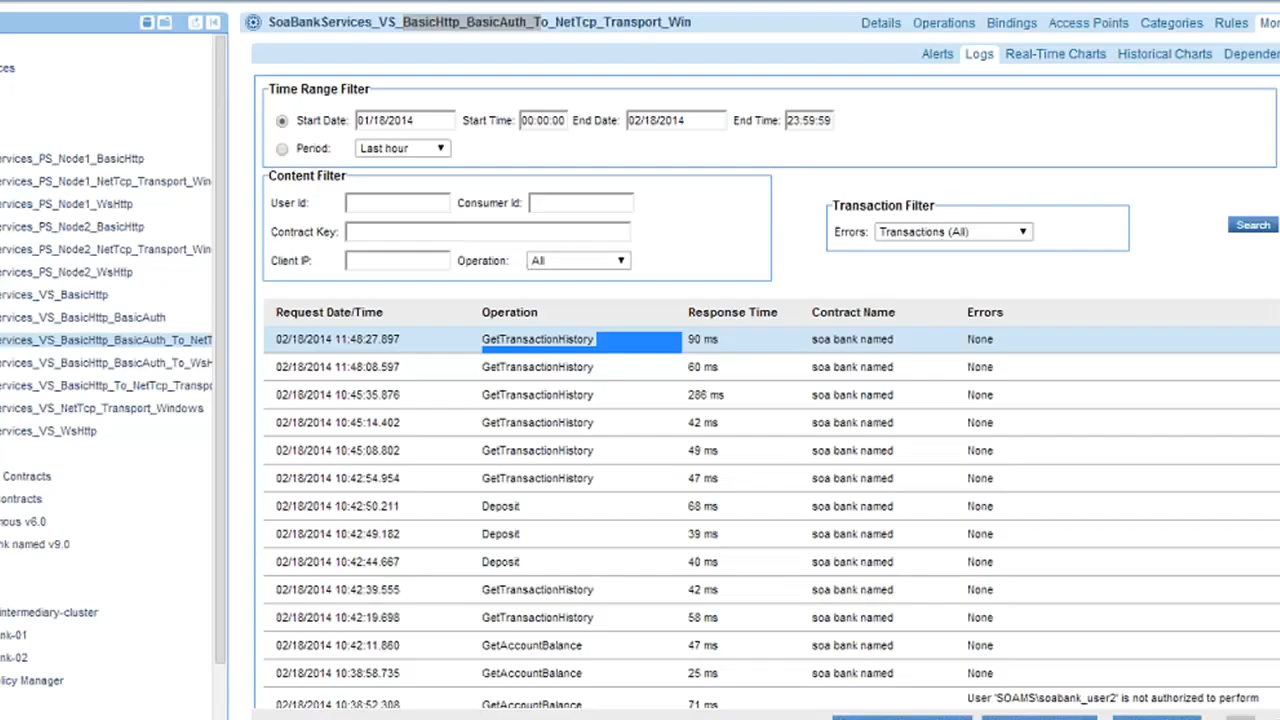 SoaBankServices_VS_BasicHttp_BasicAuth_To_NetTcp_Transport_Win
Details Operations Bindings Access Points Categories Rules Mor
Alerts Logs Real-Time Charts Historical Charts Depender
ces
ervices_PS_Node1_BasicHttp
ervices_PS_Node1_NetTcp_Transport_Win
ervices_PS_Node1_WsHttp
ervices_PS_Node2_BasicHttp
ervices_PS_Node2_NetTcp_Transport_Win
ervices_PS_Node2_WsHttp
ervices_VS_BasicHttp
ervices_VS_BasicHttp_BasicAuth
ervices_VS_BasicHttp_BasicAuth_To_NetT
ervices_VS_BasicHttp_BasicAuth_To_WsH
ervices_VS_BasicHttp_To_NetTcp_Transpo
ervices_VS_NetTcp_Transport_Windows
ervices_VS_WsHttp
Contracts
contracts
mous v6.0
nk named v9.0
intermediary-cluster
nk-01
nk-02
licy Manager
Time Range Filter
Start Date: 01/18/2014 Start Time: 00:00:00 End Date: 02/18/2014 End Time: 23:59:59
Period: Last hour
Content Filter
User Id: Consumer Id:
Contract Key:
Client IP: Operation: All
Transaction Filter
Errors: Transactions (All)
Search
Request Date/Time Operation Response Time Contract Name Errors
02/18/2014 11:48:27.897 GetTransactionHistory 90 ms soa bank named None
02/18/2014 11:48:08.597 GetTransactionHistory 60 ms soa bank named None
02/18/2014 10:45:35.876 GetTransactionHistory 286 ms soa bank named None
02/18/2014 10:45:14.402 GetTransactionHistory 42 ms soa bank named None
02/18/2014 10:45:08.802 GetTransactionHistory 49 ms soa bank named None
02/18/2014 10:42:54.954 GetTransactionHistory 47 ms soa bank named None
02/18/2014 10:42:50.211 Deposit 68 ms soa bank named None
02/18/2014 10:42:49.182 Deposit 39 ms soa bank named None
02/18/2014 10:42:44.667 Deposit 40 ms soa bank named None
02/18/2014 10:42:39.555 GetTransactionHistory 42 ms soa bank named None
02/18/2014 10:42:19.698 GetTransactionHistory 58 ms soa bank named None
02/18/2014 10:42:11.860 GetAccountBalance 47 ms soa bank named None
02/18/2014 10:38:58.735 GetAccountBalance 25 ms soa bank named None
02/18/2014 10:38:52.308 GetAccountBalance 71 ms User 'SOAMS\soabank_user2' is not authorized to perform